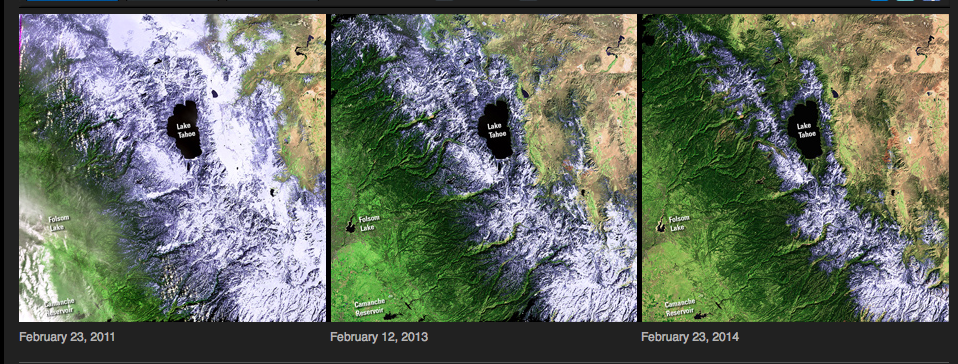 Lake
Tahoe
Folsom
Lake
Camanche
Reservoir
Lake
Tahoe
Folsom
Lake
Camanche
Reservoir
Lake
Tahoe
Folsom
Lake
Camanche
Reservoir
February 23, 2011
February 12, 2013
February 23, 2014